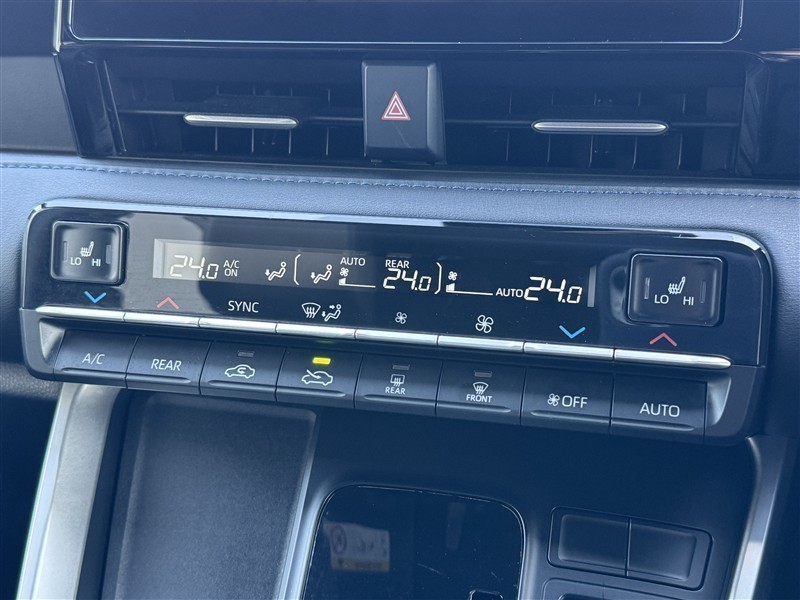 LO HI
24.0 A/C ON
AUTO
REAR
24.0
AUTO 24.0
LO HI
SYNC
A/C
REAR
REAR
FRONT
OFF
AUTO